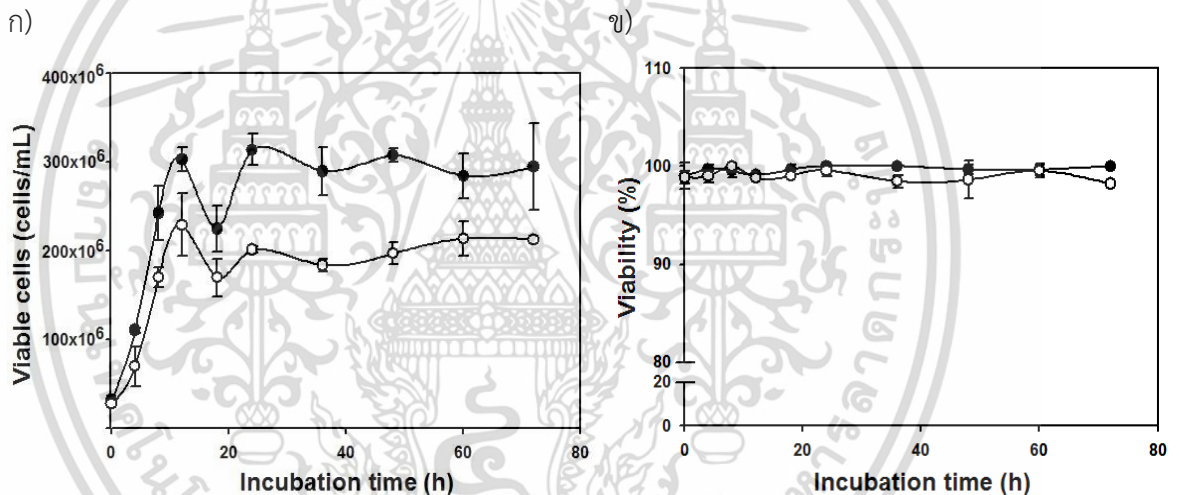 ก)
ข)
400x10⁶
300x10⁶
200x10⁶
100x10⁶
Viable cells (cells/mL)
0
20
40
60
80
Incubation time (h)
110
100
90
80
20
0
Viability (%)
0
20
40
60
80
Incubation time (h)